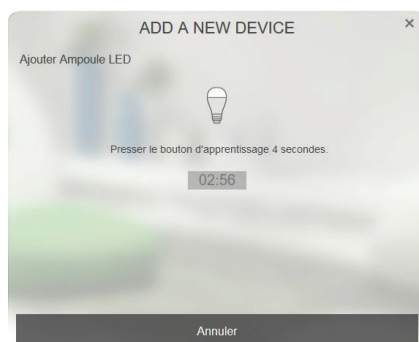 ADD A NEW DEVICE
×
Ajouter Ampoule LED
Presser le bouton d'apprentissage 4 secondes.
02:56
Annuler